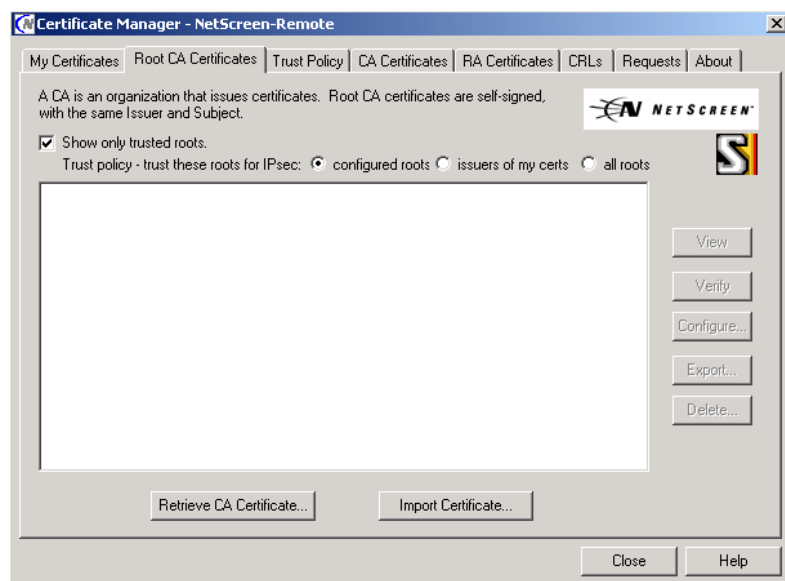 Certificate Manager - NetScreen-Remote
My Certificates Root CA Certificates Trust Policy CA Certificates RA Certificates CRLs Requests About
A CA is an organization that issues certificates. Root CA certificates are self-signed,
with the same Issuer and Subject.
NETSCREEN
Show only trusted roots.
Trust policy - trust these roots for IPsec: configured roots issuers of my certs all roots
View
Verify
Configure...
Export...
Delete...
Retrieve CA Certificate... Import Certificate...
Close Help